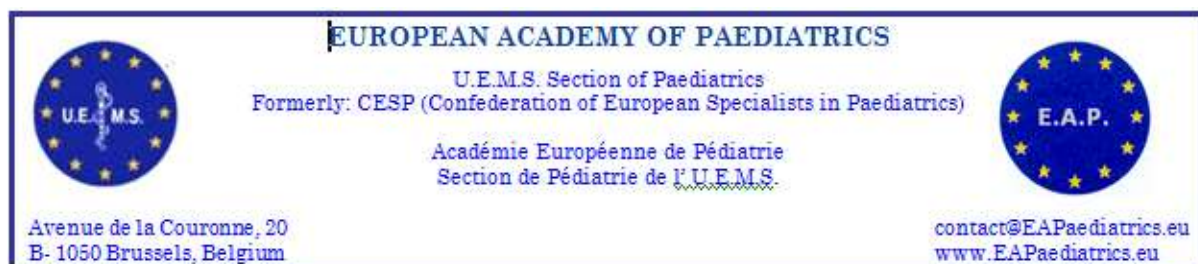 EUROPEAN ACADEMY OF PAEDIATRICS
U.E.M.S. Section of Paediatrics
Formerly: CESP (Confederation of European Specialists in Paediatrics)
U.E. M.S.
E.A.P.
Académie Européenne de Pédiatrie
Section de Pédiatrie de l' U.E.M.S.
Avenue de la Couronne, 20
B- 1050 Brussels, Belgium
contact@EAPaediatrics.eu
www.EAPaediatrics.eu